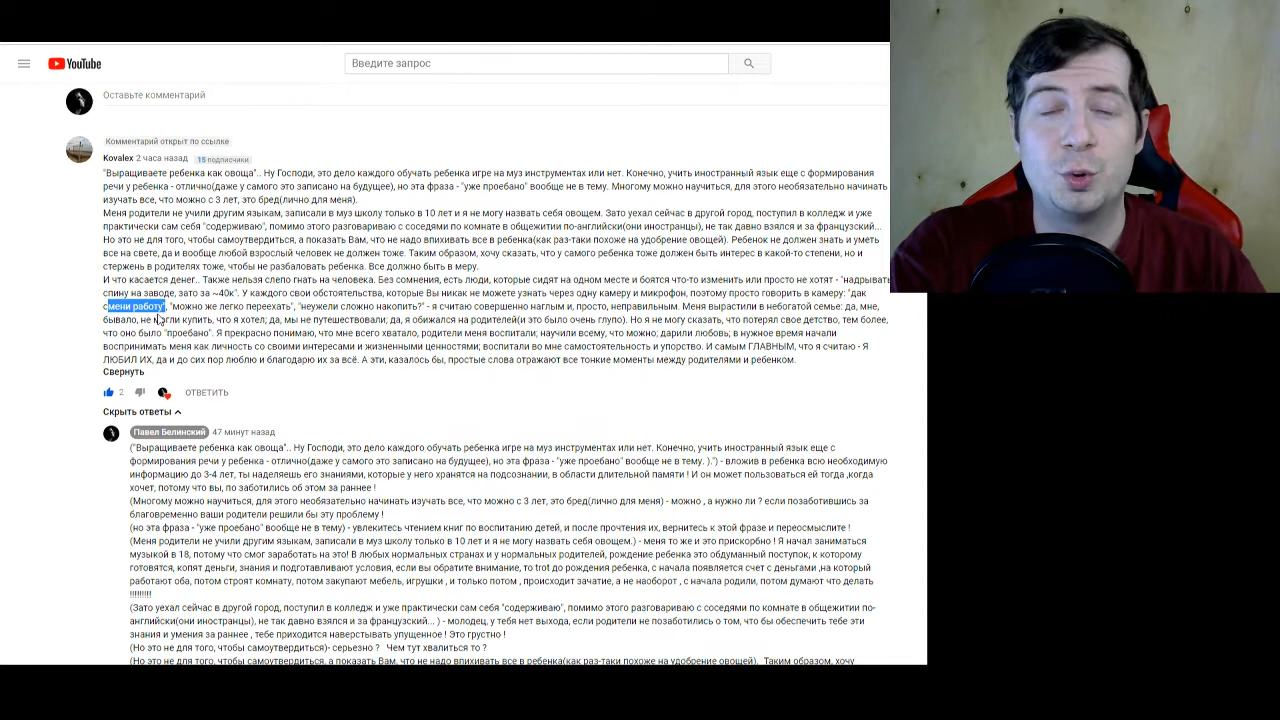 YouTube
Введите запрос
Оставьте комментарий
Комментарий открыт по ссылке
Kovalex 2 часа назад 15 подписчики
"Выращиваете ребенка как овоща".. Ну Господи, это дело каждого обучать ребенка игре на муз инструментах или нет. Конечно, учить иностранный язык еще с формирования
речи у ребенка - отлично(даже у самого это записано на будущее), но эта фраза - "уже проебано" вообще не в тему. Многому можно научиться, для этого необязательно начинать
изучать все, что можно с 3 лет, это бред(лично для меня).
Меня родители не учили другим языкам, записали в муз школу только в 10 лет и я не могу назвать себя овощем. Зато уехал сейчас в другой город, поступил в колледж и уже
практически сам себя "содерживаю", помимо этого разговариваю с соседями по комнате в общежитии по-английски(они иностранцы), не так давно взялся и за французский...
Но это не для того, чтобы самоутвердиться, а показать Вам, что не надо впихивать все в ребенка(как раз-таки похоже на удобрение овощей). Ребенок не должен знать и уметь
все на свете, да и вообще любой взрослый человек не должен тоже. Таким образом, хочу сказать, что у самого ребенка тоже должен быть интерес в какой-то степени, но и
стержень в родителях тоже, чтобы не разбаловать ребенка. Все должно быть в меру.
И что касается денег.. Также нельзя слепо гнать на человека. Без сомнения, есть люди, которые сидят на одном месте и боятся что-то изменить или просто не хотят - "надрывать
спину на заводе, зато за ~40к". У каждого свои обстоятельства, которые Вы никак не можете узнать через одну камеру и микрофон, поэтому просто говорить в камеру: "дак
смени работу", "можно же легко переехать", "неужели сложно накопить?" - я считаю совершенно наглым и, просто, неправильным. Меня вырастили в небогатой семье: да, мне,
бывало, не могли купить, что я хотел; да, мы не путешествовали; да, я обижался на родителей(и это было очень глупо). Но я не могу сказать, что потерял свое детство, тем более,
что оно было "проебано". Я прекрасно понимаю, что мне всего хватало, родители меня воспитали; научили всему, что можно; дарили любовь; в нужное время начали
воспринимать меня как личность со своими интересами и жизненными ценностями; воспитали во мне самостоятельность и упорство. И самым ГЛАВНЫМ, что я считаю - Я
ЛЮБИЛ ИХ, да и до сих пор люблю и благодарю их за всё. А эти, казалось бы, простые слова отражают все тонкие моменты между родителями и ребенком.
Свернуть
2 ОТВЕТИТЬ
Скрыть ответы
Павел Белинский 47 минут назад
("Выращиваете ребенка как овоща".. Ну Господи, это дело каждого обучать ребенка игре на муз инструментах или нет. Конечно, учить иностранный язык еще с
формирования речи у ребенка - отлично(даже у самого это записано на будущее), но эта фраза - "уже проебано" вообще не в тему. ).") - вложив в ребенка всю необходимую
информацию до 3-4 лет, ты наделяешь его знаниями, которые у него хранятся на подсознании, в области длительной памяти ! И он может пользоваться ей тогда ,когда
хочет, потому что вы, по заботились об этом за раннее !
(Многому можно научиться, для этого необязательно начинать изучать все, что можно с 3 лет, это бред(лично для меня) - можно , а нужно ли ? если позаботившись за
благовременно ваши родители решили бы эту проблему !
(но эта фраза - "уже проебано" вообще не в тему) - увлекитесь чтением книг по воспитанию детей, и после прочтения их, вернитесь к этой фразе и переосмыслите !
(Меня родители не учили другим языкам, записали в муз школу только в 10 лет и я не могу назвать себя овощем.) - меня то же и это прискорбно ! Я начал заниматься
музыкой в 18, потому что смог заработать на это! В любых нормальных странах и у нормальных родителей, рождение ребенка это обдуманный поступок, к которому
готовятся, копят деньги, знания и подготавливают условия, если вы обратите внимание, то trot до рождения ребенка, с начала появляется счет с деньгами ,на который
работают оба, потом строят комнату, потом закупают мебель, игрушки , и только потом , происходит зачатие, а не наоборот , с начала родили, потом думают что делать
!!!!!!!!!
(Зато уехал сейчас в другой город, поступил в колледж и уже практически сам себя "содерживаю", помимо этого разговариваю с соседями по комнате в общежитии по-
английски(они иностранцы), не так давно взялся и за французский... ) - молодец, у тебя нет выхода, если родители не позаботились о том, что бы обеспечить тебе эти
знания и умения за раннее , тебе приходится наверстывать упущенное ! Это грустно !
(Но это не для того, чтобы самоутвердиться)- серьезно ? Чем тут хвалиться то ?
(Но это не для того, чтобы самоутвердиться, а показать Вам, что не надо впихивать все в ребенка(как раз-таки похоже на удобрение овощей). Таким образом, хочу